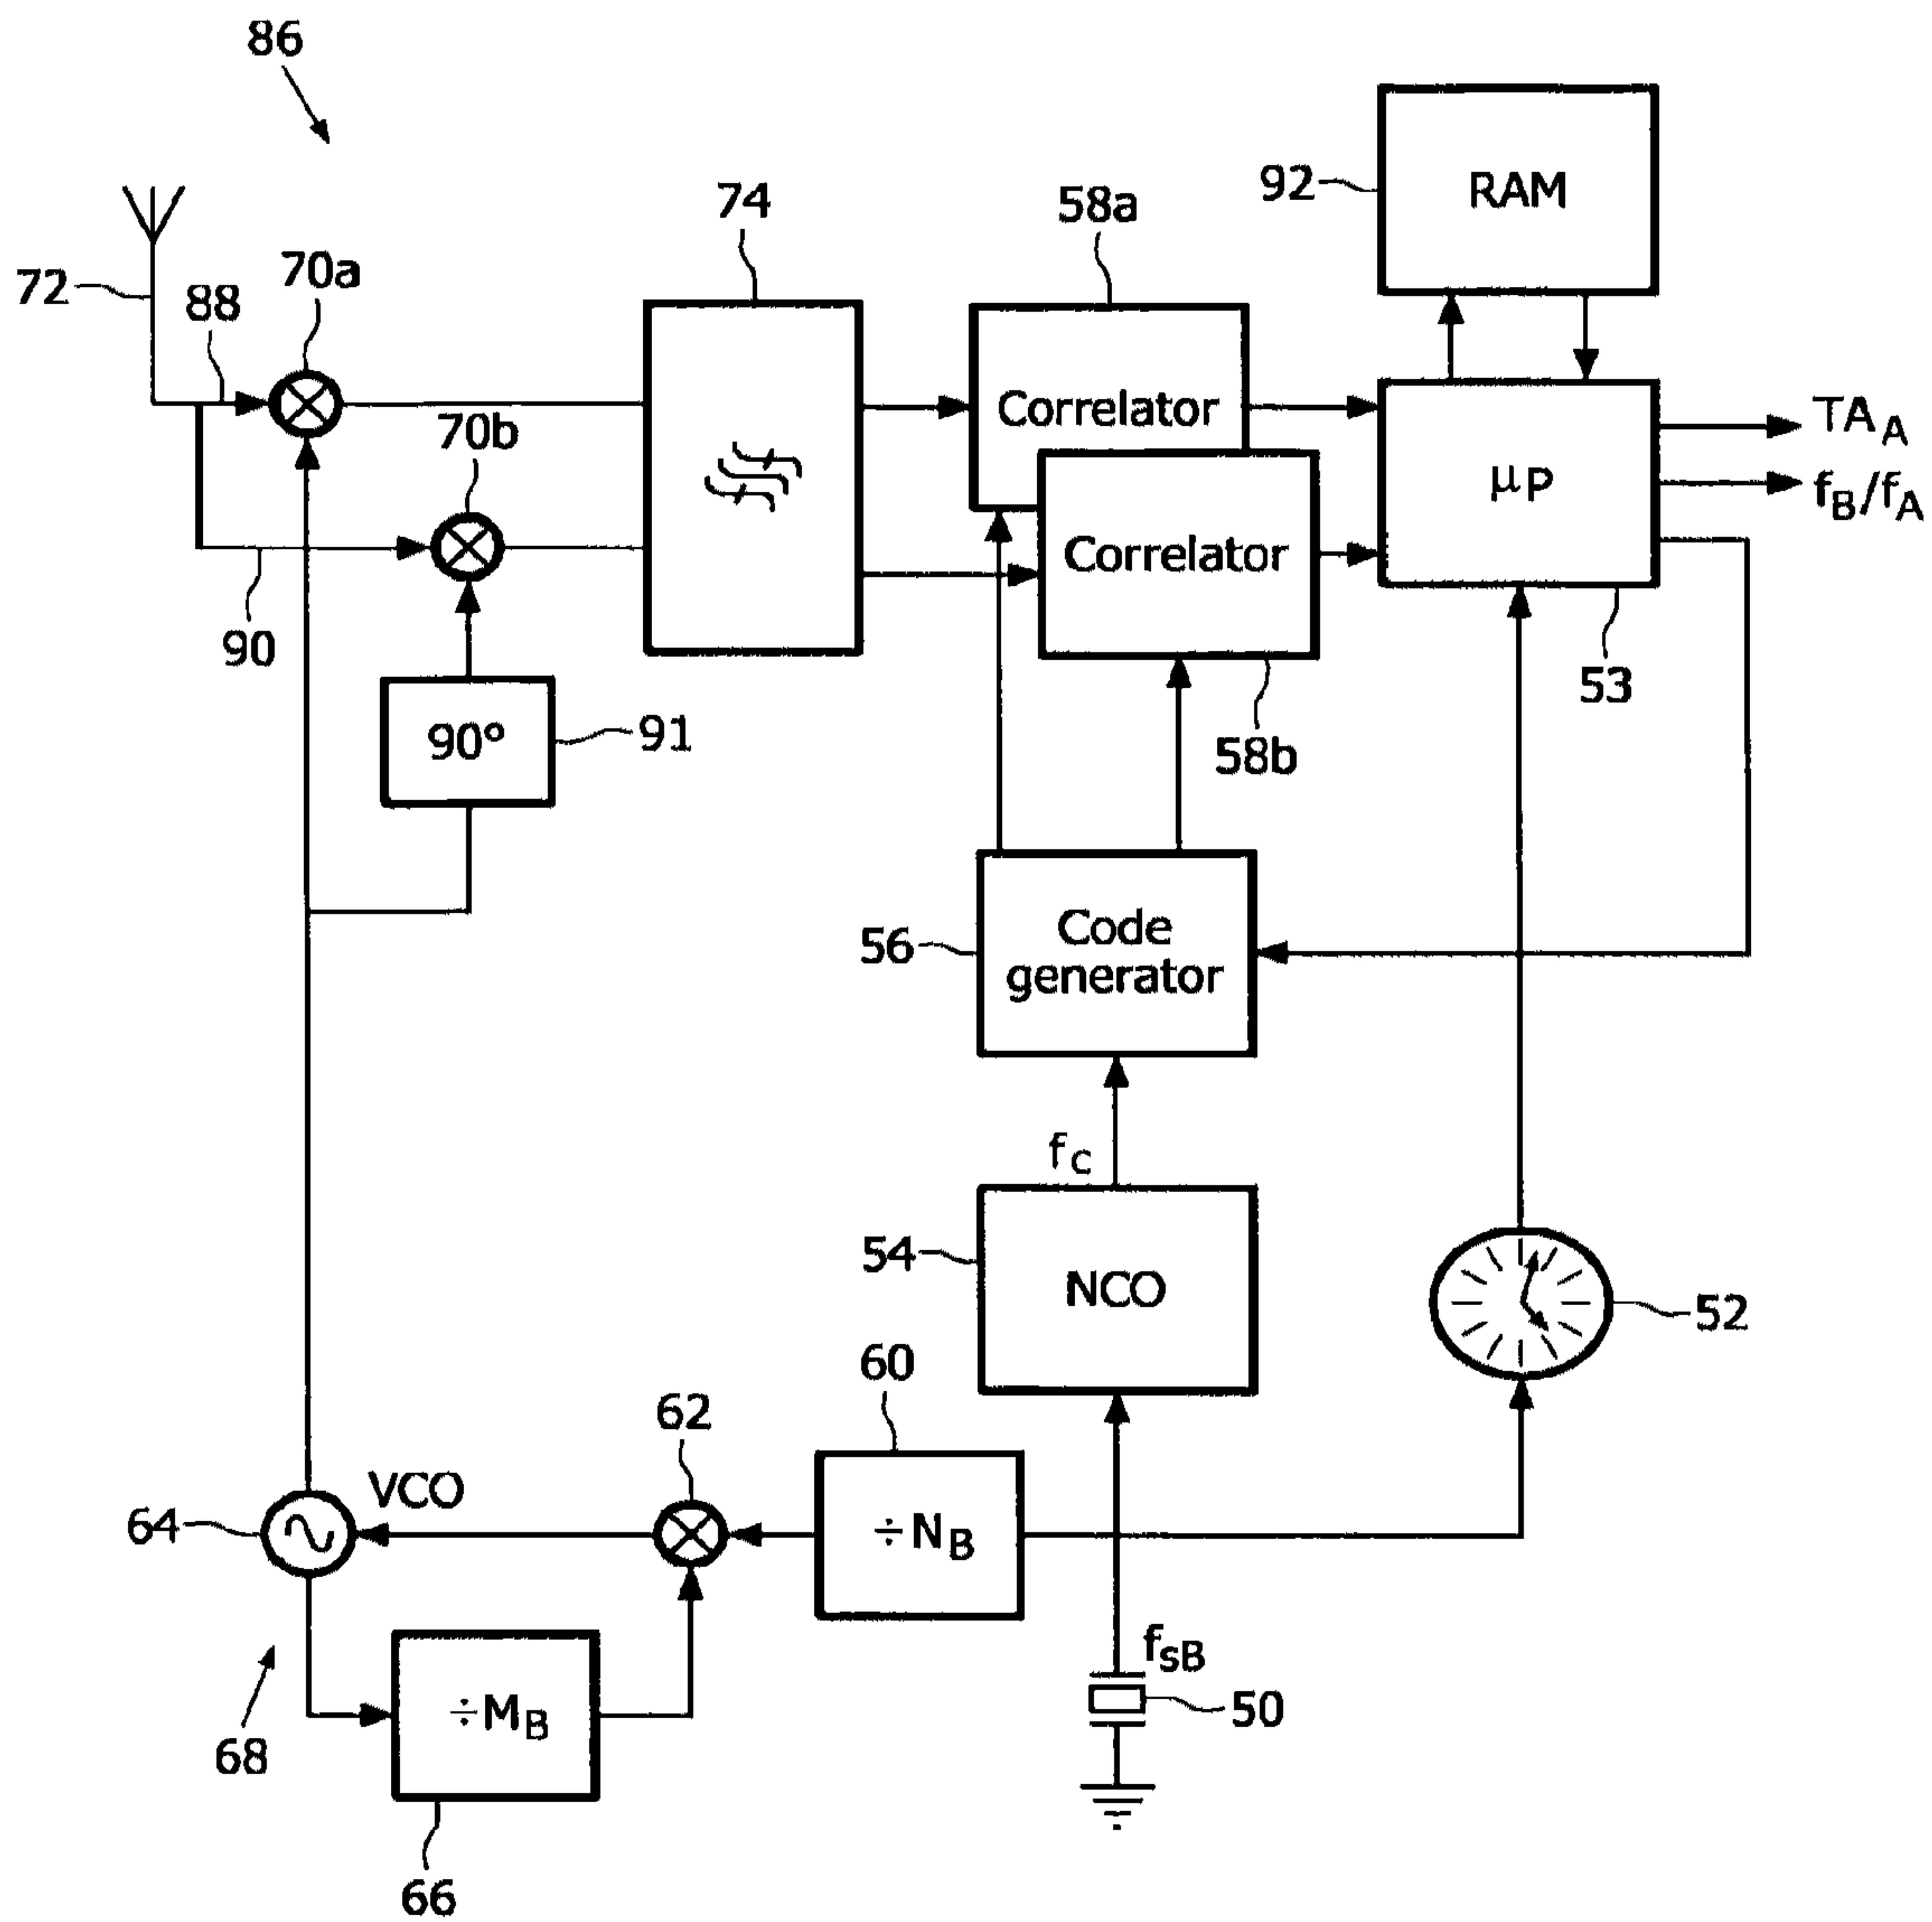 86
72
88
70a
70b
74
58a
92
RAM
Correlator
Correlator
μP
TA_A
f_B/f_A
90
90°
91
58b
53
56
Code
generator
f_C
54
NCO
52
60
÷N_B
62
VCO
64
68
÷M_B
66
f_sB
50